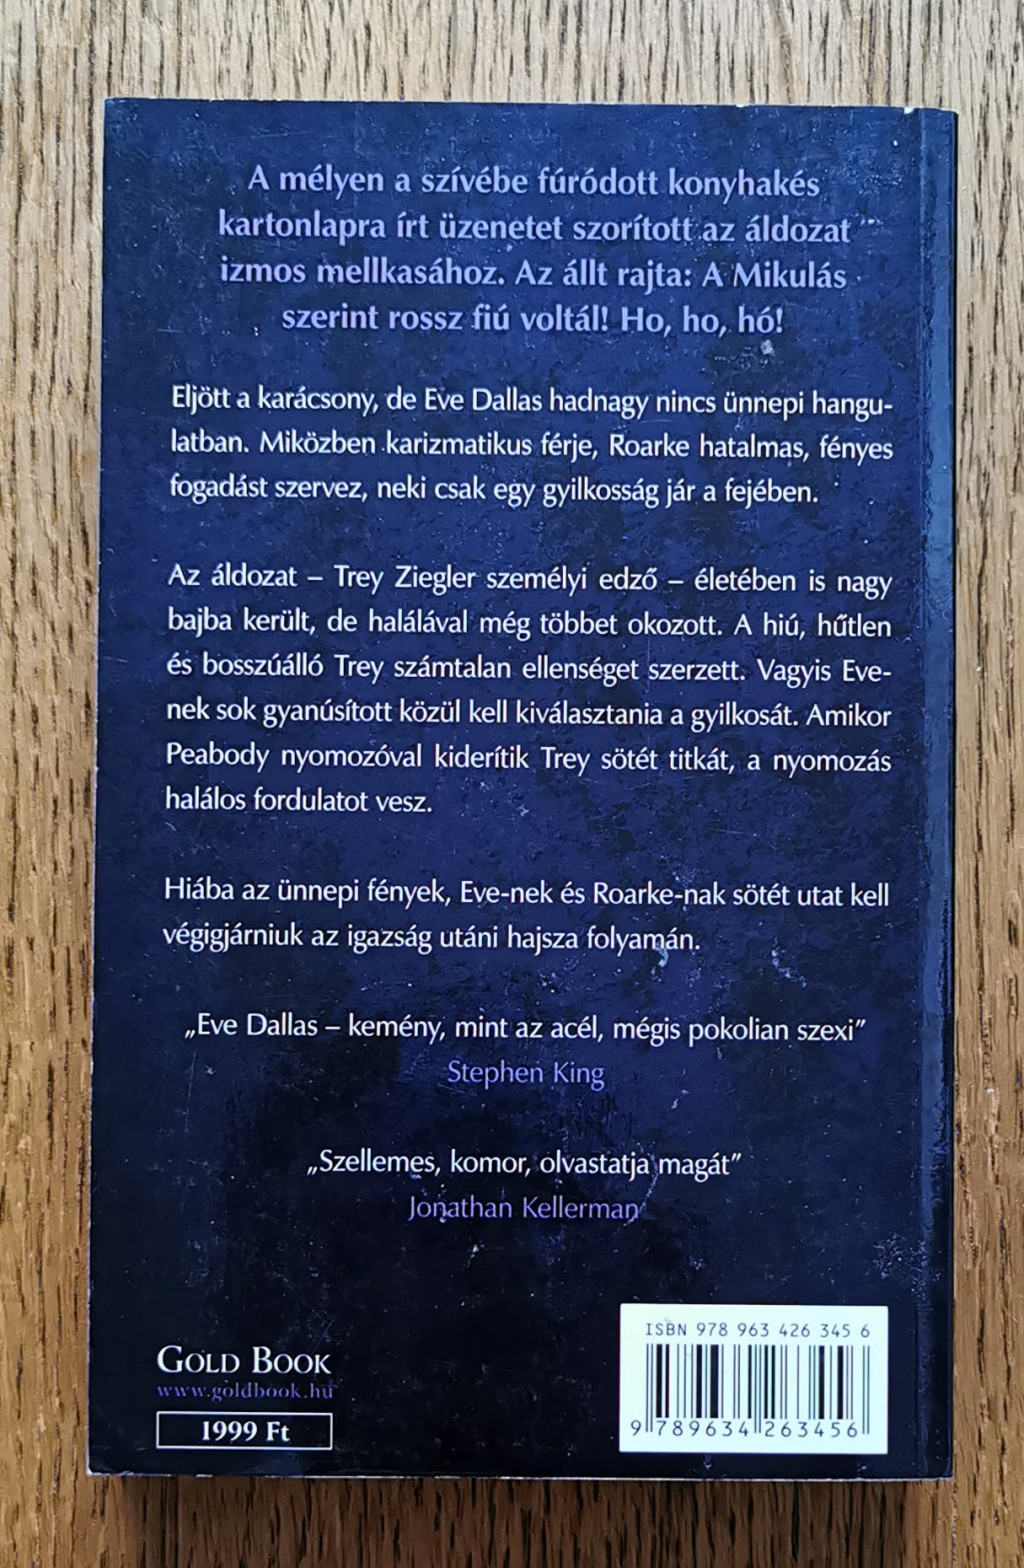 A mélyen a szívébe fúródott konyhakés
kartonlapra írt üzenetet szorított az áldozat
izmos mellkasához. Az állt rajta: A Mikulás
szerint rossz fiú voltál! Ho, ho, hó!
Eljött a karácsony, de Eve Dallas hadnagy nincs ünnepi hangu-
latban. Miközben karizmatikus férje, Roarke hatalmas, fényes
fogadást szervez, neki csak egy gyilkosság jár a fejében.
Az áldozat – Trey Ziegler személyi edző – életében is nagy
bajba került, de halálával még többet okozott. A hiú, hűtlen
és bosszúálló Trey számtalan ellenséget szerzett. Vagyis Eve-
nek sok gyanúsított közül kell kiválasztania a gyilkosát. Amikor
Peabody nyomozóval kiderítik Trey sötét titkát, a nyomozás
halálos fordulatot vesz.
Hiába az ünnepi fények, Eve-nek és Roarke-nak sötét utat kell
végigjárniuk az igazság utáni hajsza folyamán.
„Eve Dallas – kemény, mint az acél, mégis pokolian szexi”
Stephen King
„Szellemes, komor, olvastatja magát”
Jonathan Kellerman
GOLD BOOK
www.goldbook.hu
1999 Ft
ISBN 978 963 426 345 6
9 789634 263456